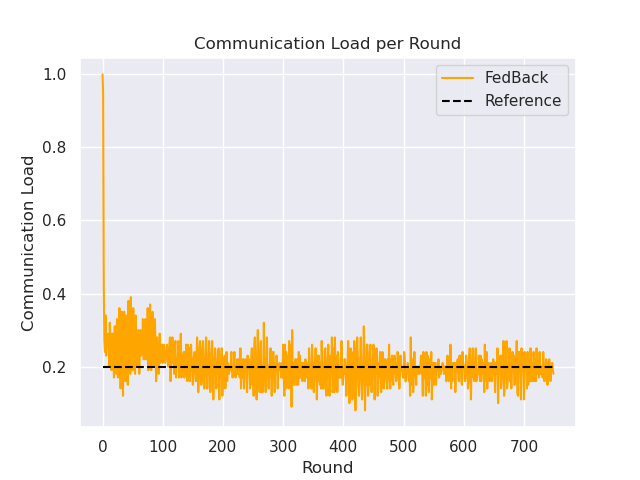 Communication Load per Round
FedBack
Reference
Communication Load
1.0
0.8
0.6
0.4
0.2
0 100 200 300 400 500 600 700
Round